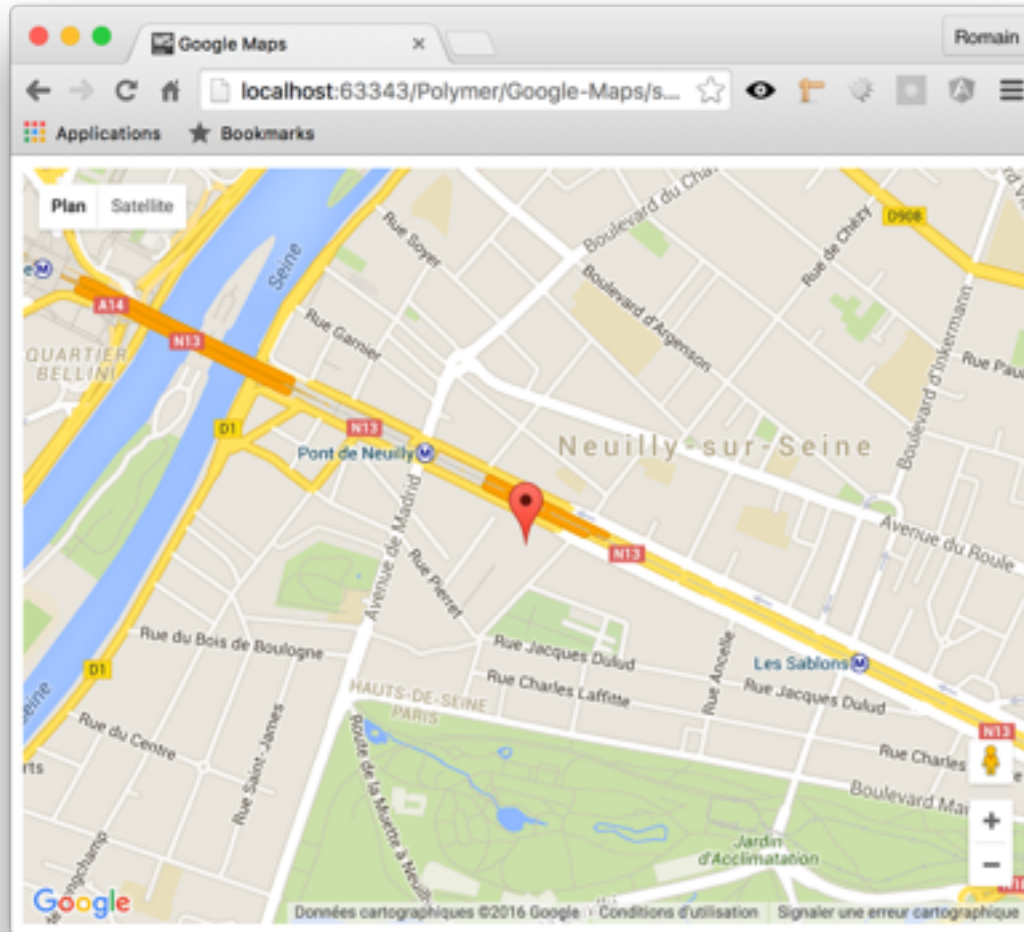 Google Maps
Romain
localhost:63343/Polymer/Google-Maps/s...
Applications
Bookmarks
Plan
Satellite
Boulevard du Cha
D908
Rue Soyer
Rue de Chézy
Seine
A14
Boulevard d'Argenson
Boulevard d'Inkermann
N13
Rue Garnier
QUARTIER
BELLINI
Rue Pau
D1
N13
Pont de Neuilly
Neuilly-sur-Seine
Avenue de Madrid
Avenue du Roule
N13
Rue Pierret
Rue du Bois de Boulogne
Rue Jacques Dulud
Rue Ancelle
Les Sablons
D1
Rue Charles Laffitte
Rue Jacques Dulud
HAUTS-DE-SEINE
PARIS
N13
Rue du Centre
Rue Saint-James
Route de la Muette à Neuilly
Rue Charles
rts
Boulevard Ma
+
Jardin
d'Acclimatation
−
ngchamp
Google
Données cartographiques ©2016 Google
Conditions d'utilisation
Signaler une erreur cartographique